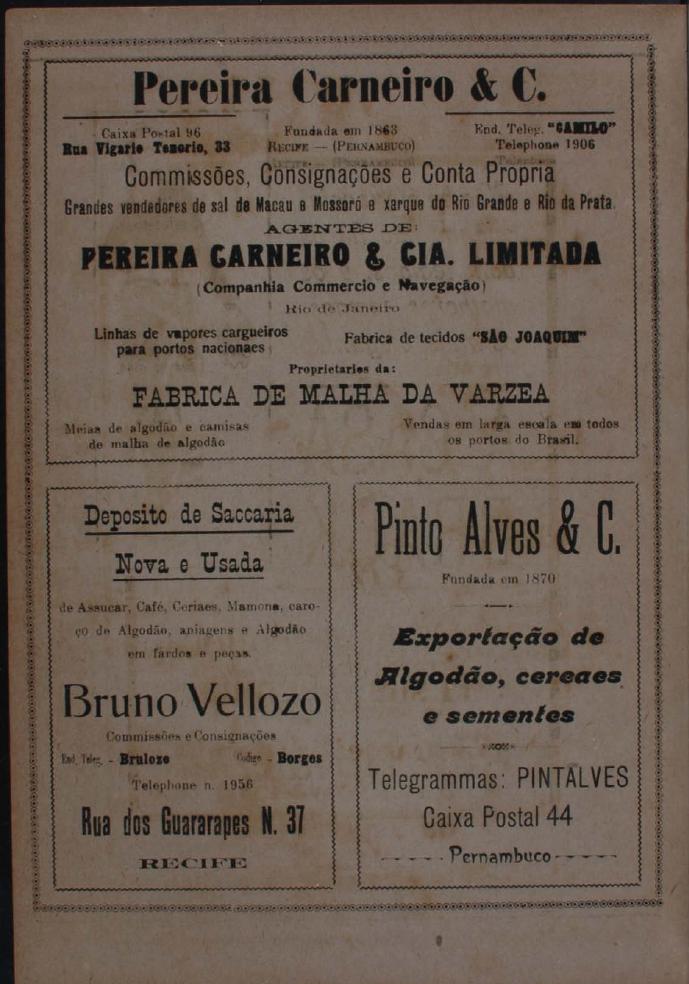 Pereira Carneiro & C.
Caixa Postal 96
Rua Vigario Tenorio, 33
Fundada em 1863
RECIFE — (PERNAMBUCO)
End. Teleg. "CAMILO"
Telephone 1906
Commissões, Consignações e Conta Propria
Grandes vendedores de sal de Macau e Mossoró e xarque do Rio Grande e Rio da Prata.
AGENTES DE:
PEREIRA CARNEIRO & CIA. LIMITADA
(Companhia Commercio e Navegação)
Rio de Janeiro
Linhas de vapores cargueiros
para portos nacionaes
Fabrica de tecidos "SÃO JOAQUIM"
Proprietarios da:
FABRICA DE MALHA DA VARZEA
Meias de algodão e camisas
de malha de algodão
Vendas em larga escala em todos
os portos do Brasil.
Deposito de Saccaria
Nova e Usada
de Assucar, Café, Ceriaes, Mamona, caro-
ço de Algodão, aniagens e Algodão
em fardos e peças.
Bruno Vellozo
Commissões e Consignações
End. Teleg. - Bruloze Codigo - Borges
Telephone n. 1956
Rua dos Guararapes N. 37
RECIFE
Pinto Alves & C.
Fundada em 1870
Exportação de
Algodão, cereaes
e sementes
Telegrammas: PINTALVES
Caixa Postal 44
Pernambuco